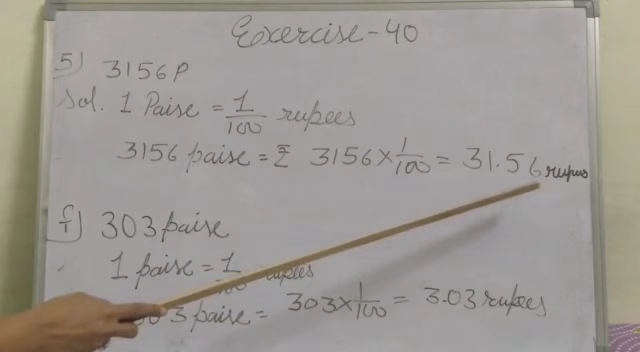 Exercise-40
5) 3156P
Sol. 1 Paise = 1/100 rupees
3156 paise = ₹ 3156 × 1/100 = 31.56 rupees
f) 303 paise
1 paise = 1/100 rupees
303 paise = 303 × 1/100 = 3.03 rupees